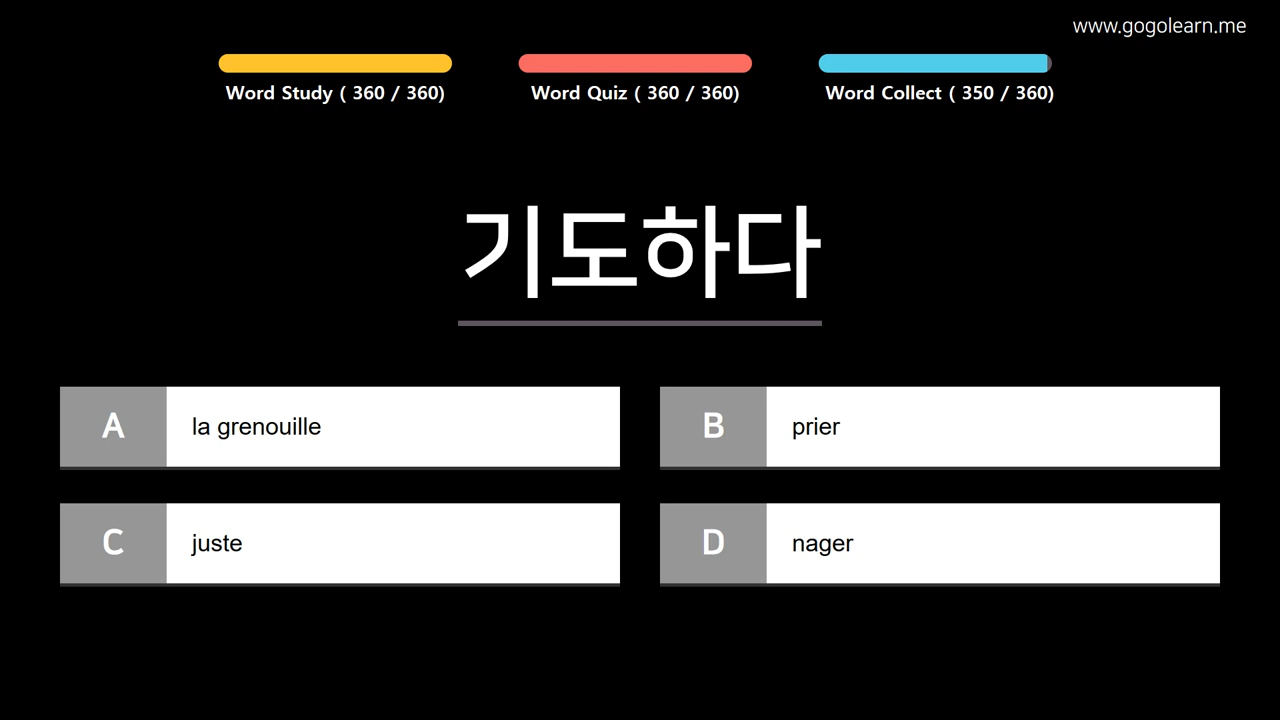 www.gogolearn.me
Word Study ( 360 / 360)
Word Quiz ( 360 / 360)
Word Collect ( 350 / 360)
기도하다
A la grenouille
B prier
C juste
D nager